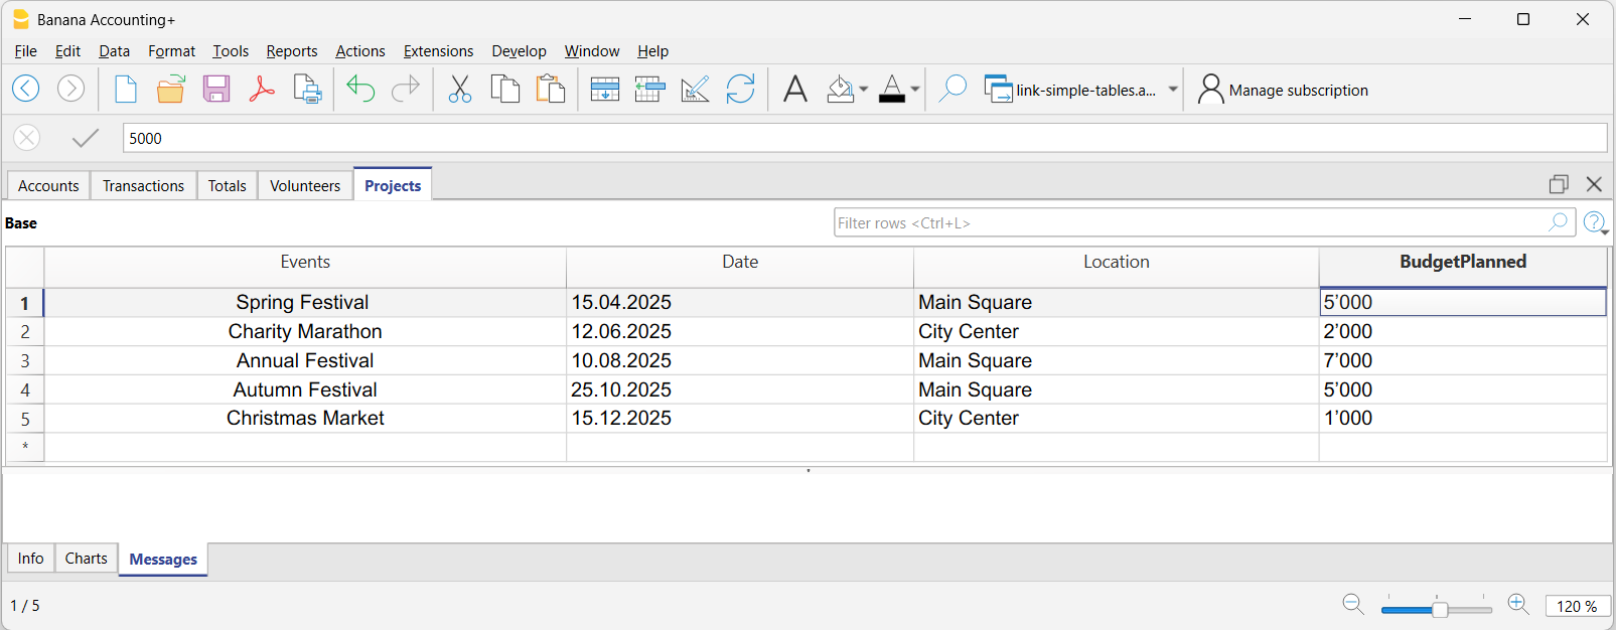 Banana Accounting+
File Edit Data Format Tools Reports Actions Extensions Develop Window Help
link-simple-tables.a... Manage subscription
5000
Accounts Transactions Totals Volunteers Projects
Base Filter rows <Ctrl+L>
Events Date Location BudgetPlanned
1 Spring Festival 15.04.2025 Main Square 5’000
2 Charity Marathon 12.06.2025 City Center 2’000
3 Annual Festival 10.08.2025 Main Square 7’000
4 Autumn Festival 25.10.2025 Main Square 5’000
5 Christmas Market 15.12.2025 City Center 1’000
*
Info Charts Messages
1 / 5 120 %